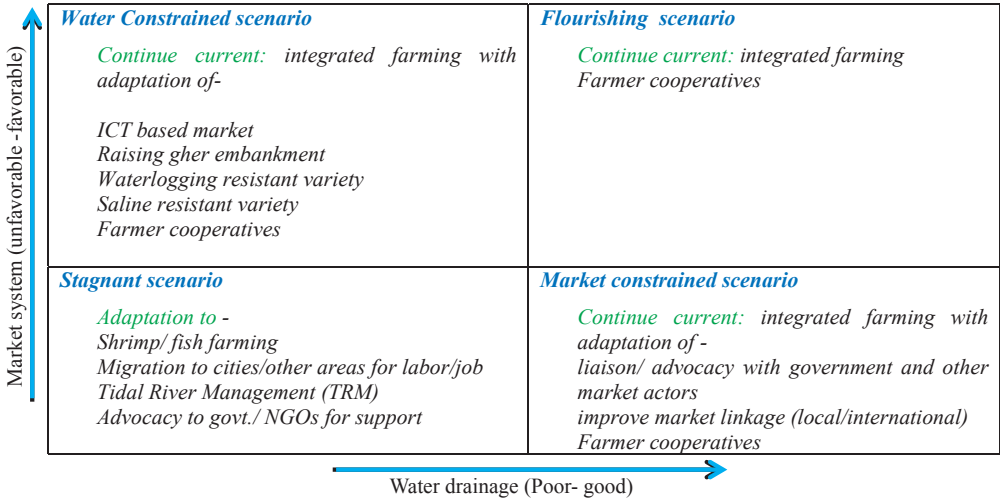 Market system (unfavorable -favorable)
Water Constrained scenario
Continue current: integrated farming with
adaptation of-
ICT based market
Raising gher embankment
Waterlogging resistant variety
Saline resistant variety
Farmer cooperatives
Flourishing scenario
Continue current: integrated farming
Farmer cooperatives
Stagnant scenario
Adaptation to -
Shrimp/ fish farming
Migration to cities/other areas for labor/job
Tidal River Management (TRM)
Advocacy to govt./ NGOs for support
Market constrained scenario
Continue current: integrated farming with
adaptation of -
liaison/ advocacy with government and other
market actors
improve market linkage (local/international)
Farmer cooperatives
Water drainage (Poor- good)